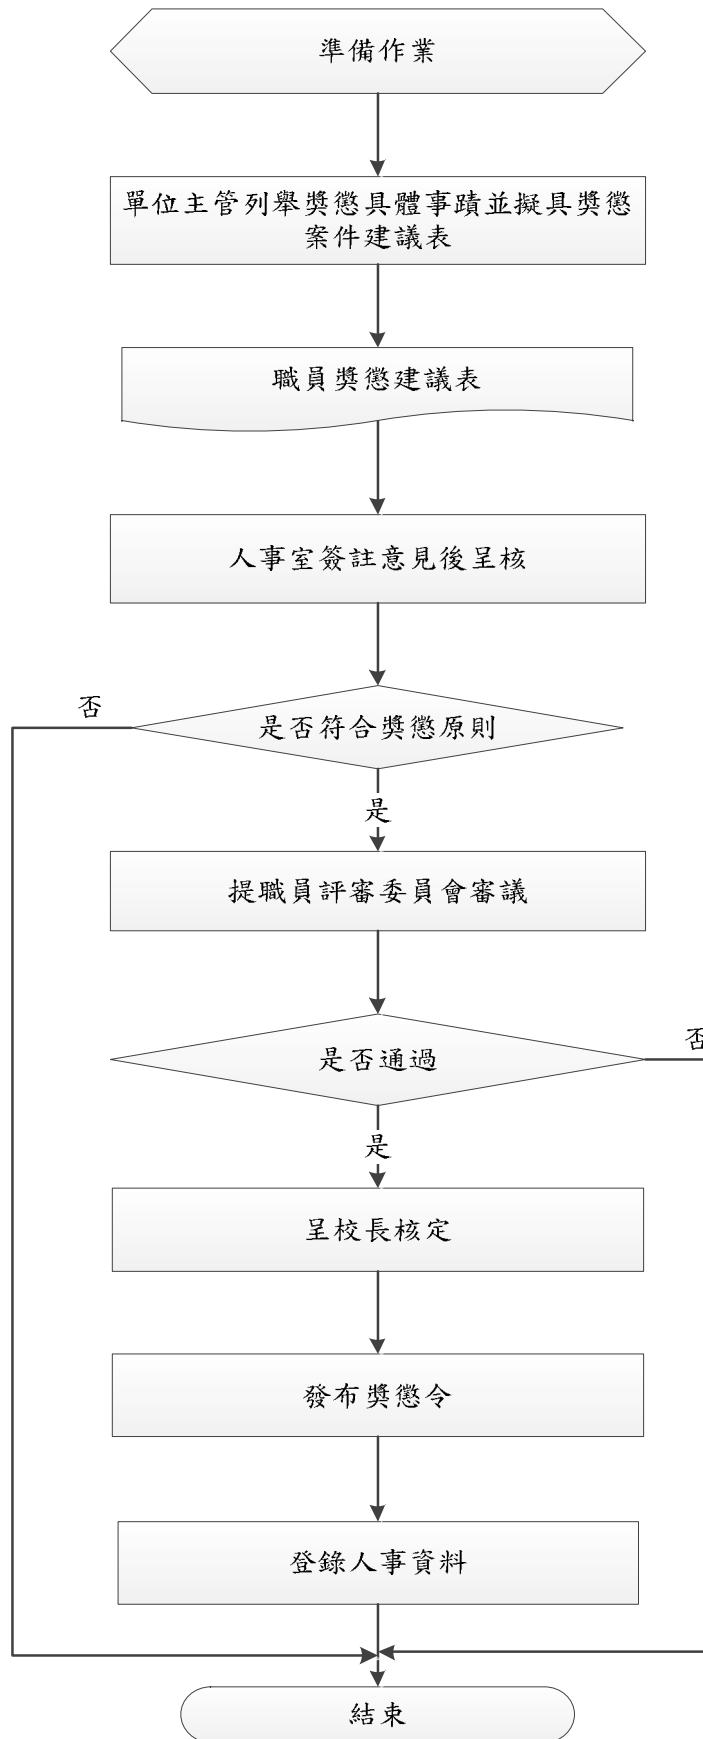 準備作業
單位主管列舉獎懲具體事蹟並擬具獎懲
案件建議表
職員獎懲建議表
人事室簽註意見後呈核
否
是否符合獎懲原則
是
提職員評審委員會審議
否
是否通過
是
呈校長核定
發布獎懲令
登錄人事資料
結束